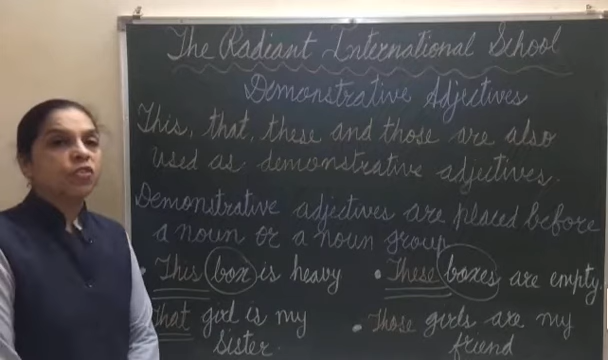 The Radiant International School
Demonstrative Adjectives
This, that, these and those are also
used as demonstrative adjectives.
Demonstrative adjectives are placed before
a noun or a noun group
• This box is heavy
• These boxes are empty.
That girl is my
sister.
• Those girls are my
friend